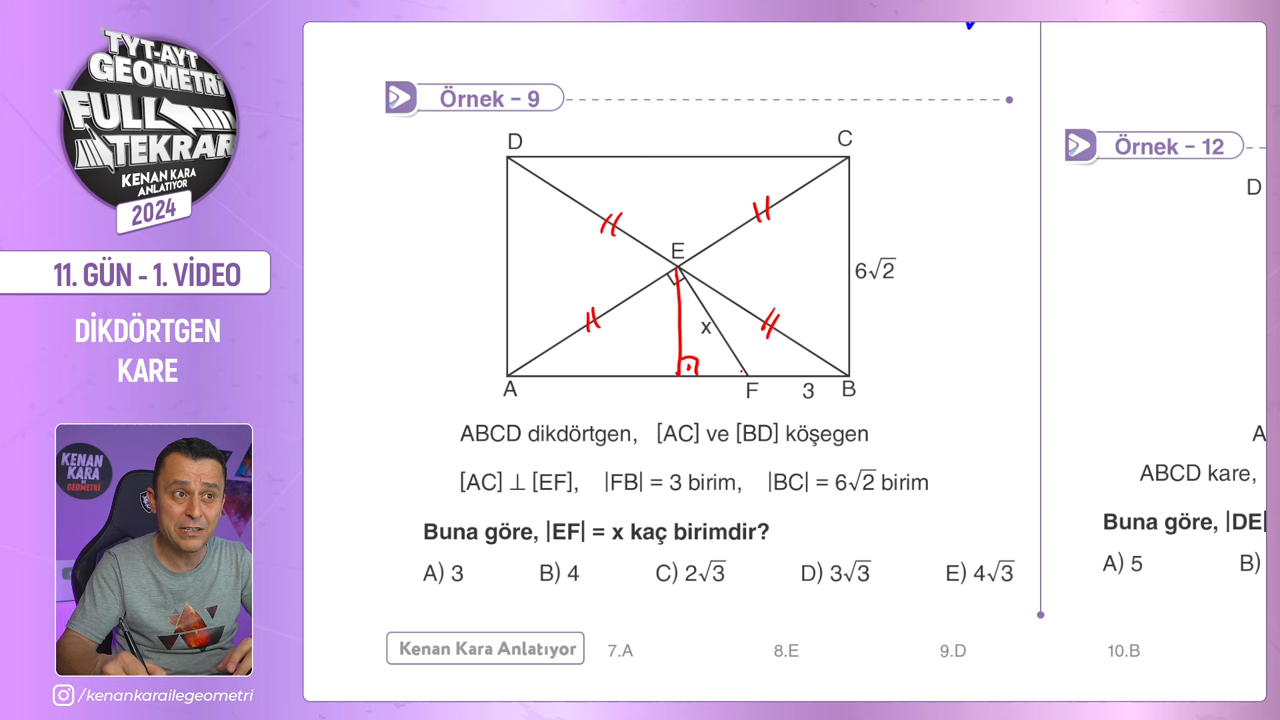 TYT-AYT
GEOMETRİ
FULL
TEKRAR
KENAN KARA
ANLATIYOR
2024
11. GÜN - 1. VİDEO
DİKDÖRTGEN
KARE
KENAN
KARA
ile
GEOMETRİ
/kenankarailegeometri
Örnek – 9
D
C
E
6√2
x
A
F
3
B
ABCD dikdörtgen, [AC] ve [BD] köşegen
[AC] ⊥ [EF], |FB| = 3 birim, |BC| = 6√2 birim
Buna göre, |EF| = x kaç birimdir?
A) 3 B) 4 C) 2√3 D) 3√3 E) 4√3
Kenan Kara Anlatıyor 7.A 8.E 9.D 10.B
Örnek – 12
D
A
ABCD kare,
Buna göre, |DE|
A) 5 B)